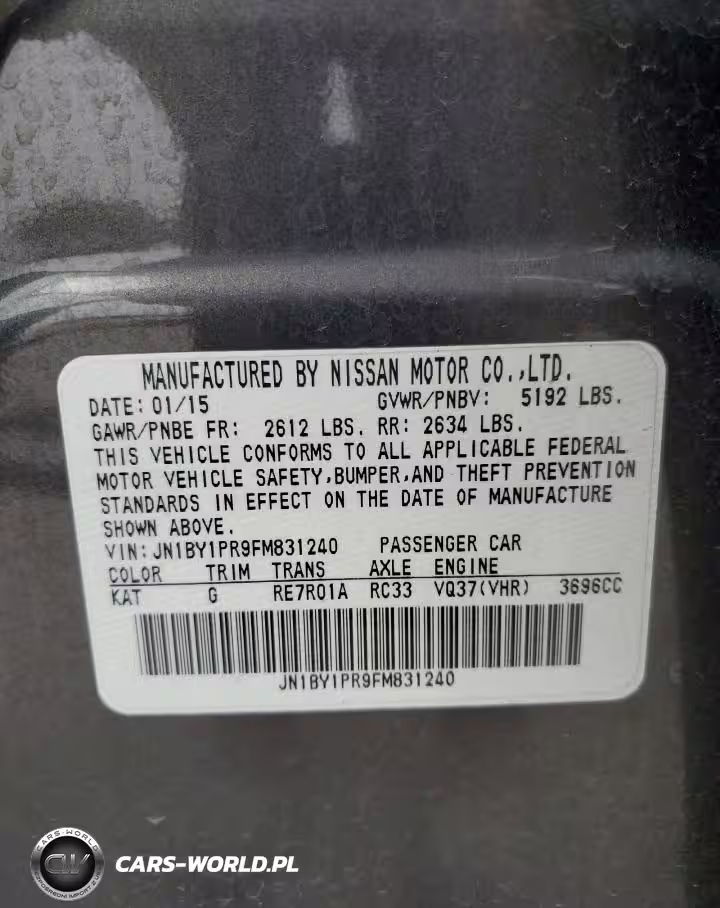 MANUFACTURED BY NISSAN MOTOR CO.,LTD.
DATE: 01/15 GVWR/PNBV: 5192 LBS.
GAWR/PNBE FR: 2612 LBS. RR: 2634 LBS.
THIS VEHICLE CONFORMS TO ALL APPLICABLE FEDERAL
MOTOR VEHICLE SAFETY,BUMPER,AND THEFT PREVENTION
STANDARDS IN EFFECT ON THE DATE OF MANUFACTURE
SHOWN ABOVE.
VIN: JN1BY1PR9FM831240 PASSENGER CAR
COLOR TRIM TRANS AXLE ENGINE
KAT G RE7R01A RC33 VQ37(VHR) 3696CC
JN1BY1PR9FM831240
CARS-WORLD
CW
CARS-WORLD.PL